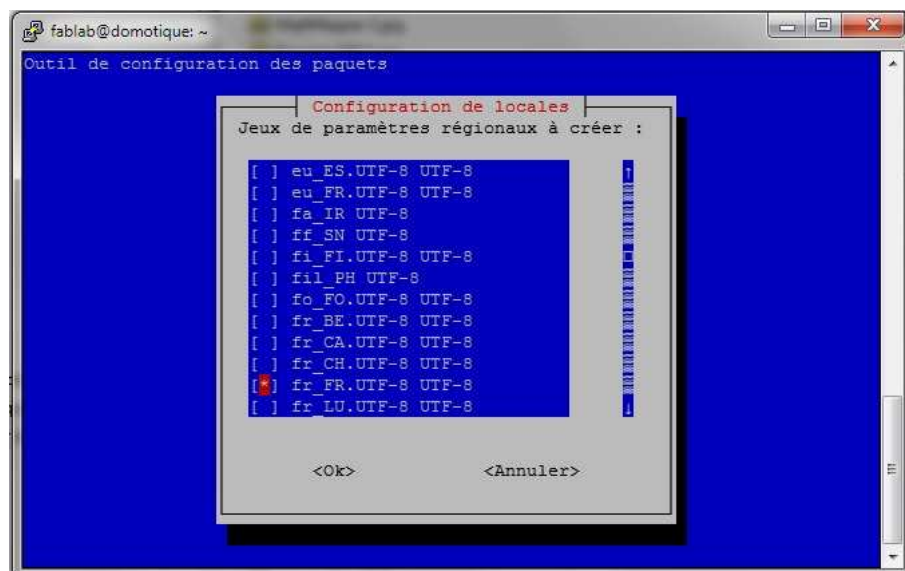 fablab@domotique: ~
Outil de configuration des paquets
Configuration de locales
Jeux de paramètres régionaux à créer :
[ ] eu_ES.UTF-8 UTF-8
[ ] eu_FR.UTF-8 UTF-8
[ ] fa_IR UTF-8
[ ] ff_SN UTF-8
[ ] fi_FI.UTF-8 UTF-8
[ ] fil_PH UTF-8
[ ] fo_FO.UTF-8 UTF-8
[ ] fr_BE.UTF-8 UTF-8
[ ] fr_CA.UTF-8 UTF-8
[ ] fr_CH.UTF-8 UTF-8
[*] fr_FR.UTF-8 UTF-8
[ ] fr_LU.UTF-8 UTF-8
<Ok> <Annuler>